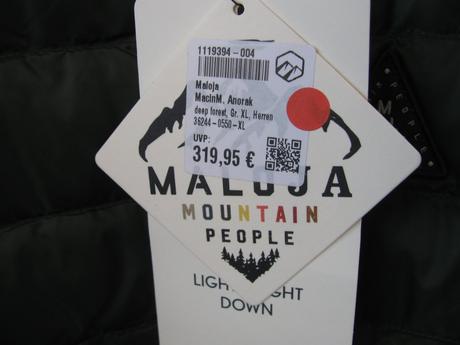 1119394-004
Maloja
MacinM, Anorak
deep forest, Gr. XL, Herren
36244-0550-XL
UVP:
319,95 €
MALOJA
MOUNTAIN
PEOPLE
DOWN
M
PEOPLE